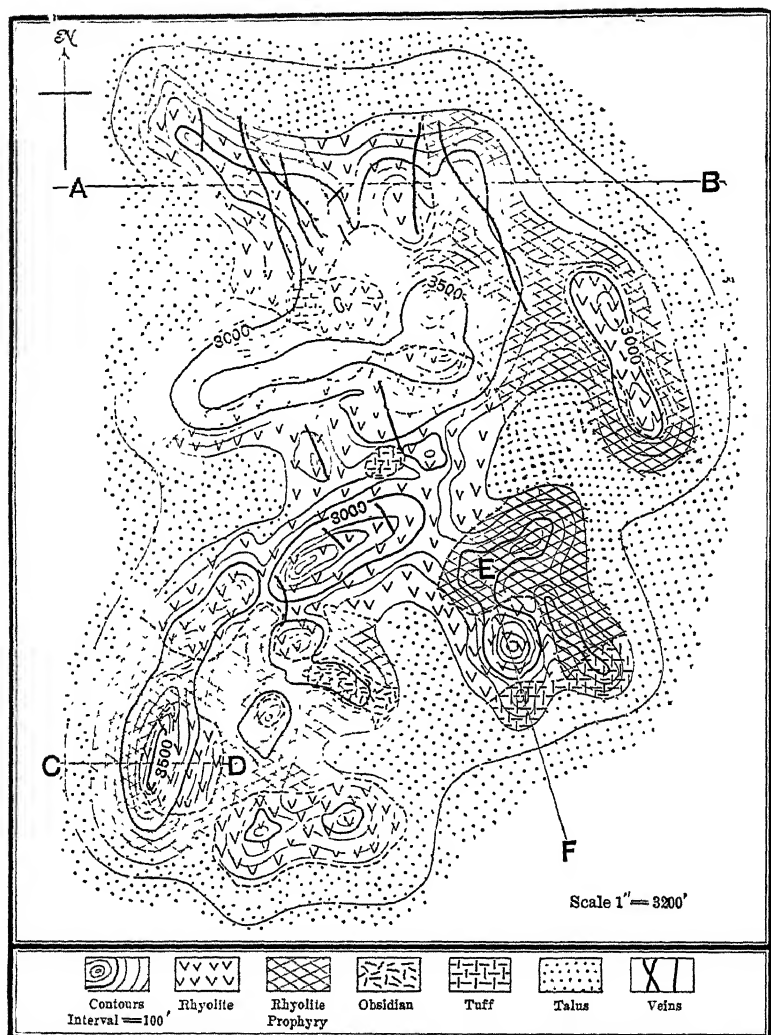 N
A
B
3500
3000
3000
3000
E
C
3500
D
F
Scale 1"= 3200'
Contours
Interval = 100'
Rhyolite
Rhyolite
Prophyry
Obsidian
Tuff
Talus
Veins